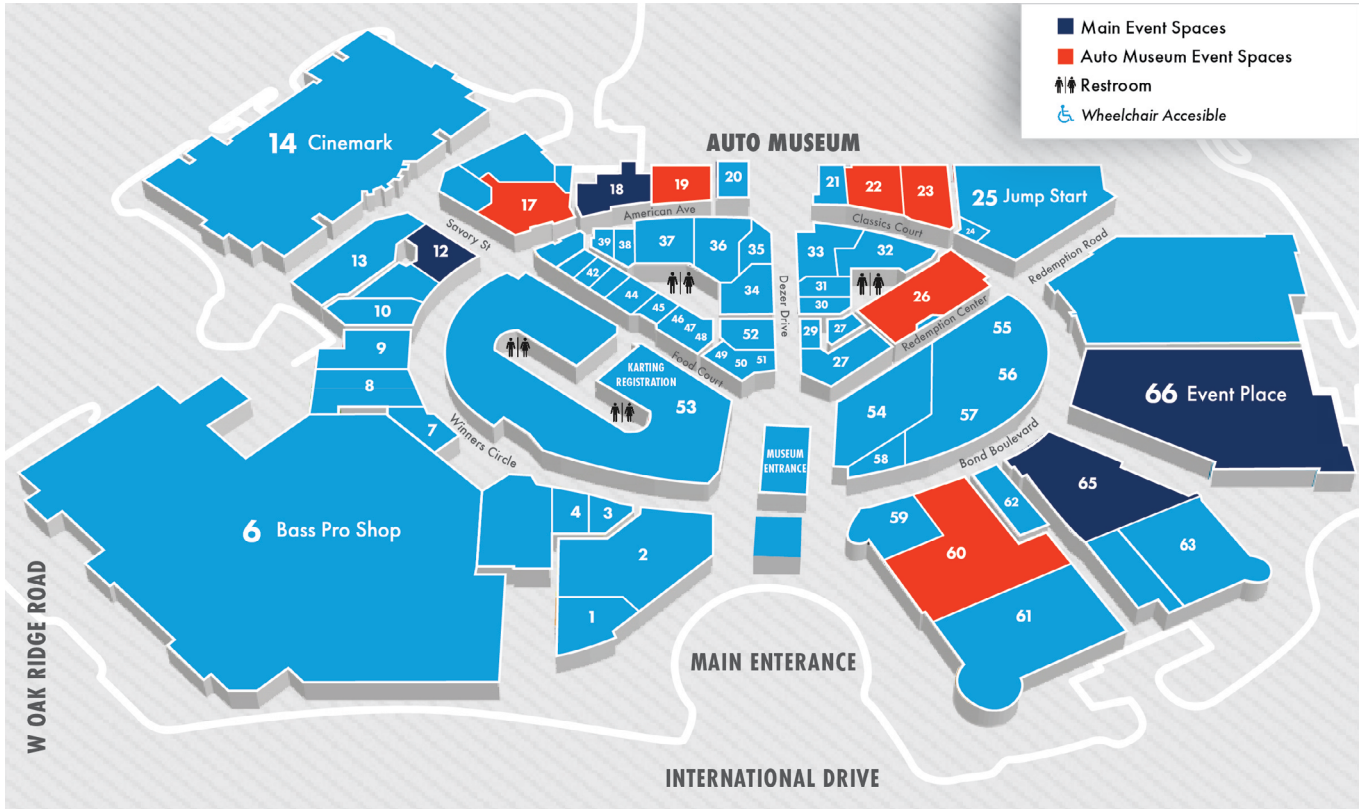 Main Event Spaces
Auto Museum Event Spaces
Restroom
Wheelchair Accesible
AUTO MUSEUM
14 Cinemark
17
18
19
20
21
22
23
25 Jump Start
24
American Ave
Classics Court
Savory St
Redemption Road
13
12
10
39
38
37
36
35
34
33
32
31
30
42
44
45
46
47
48
Dezer Drive
26
Redemption Center
9
8
7
52
49
50
51
Food Court
29
27
27
55
56
57
54
58
KARTING
REGISTRATION
53
66 Event Place
Winners Circle
Bond Boulevard
MUSEUM
ENTRANCE
6 Bass Pro Shop
4
3
2
1
59
60
61
62
65
63
W OAK RIDGE ROAD
MAIN ENTERANCE
INTERNATIONAL DRIVE